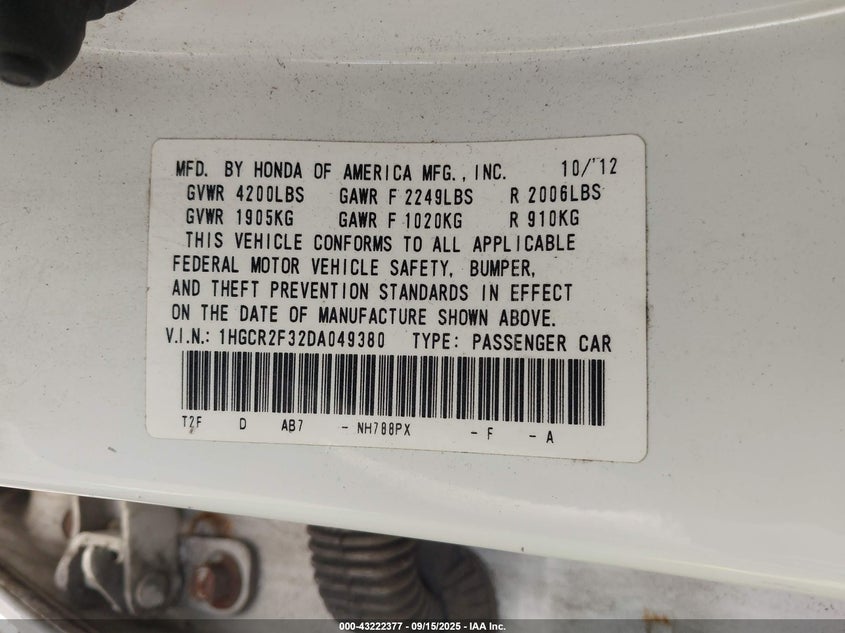 MFD. BY HONDA OF AMERICA MFG., INC. 10/'12
GVWR 4200LBS GAWR F 2249LBS R 2006LBS
GVWR 1905KG GAWR F 1020KG R 910KG
THIS VEHICLE CONFORMS TO ALL APPLICABLE
FEDERAL MOTOR VEHICLE SAFETY, BUMPER,
AND THEFT PREVENTION STANDARDS IN EFFECT
ON THE DATE OF MANUFACTURE SHOWN ABOVE.
V.I.N.: 1HGCR2F32DA049380 TYPE: PASSENGER CAR
T2F D AB7 - NH788PX - F - A
000-43222377 - 09/15/2025 - IAA Inc.